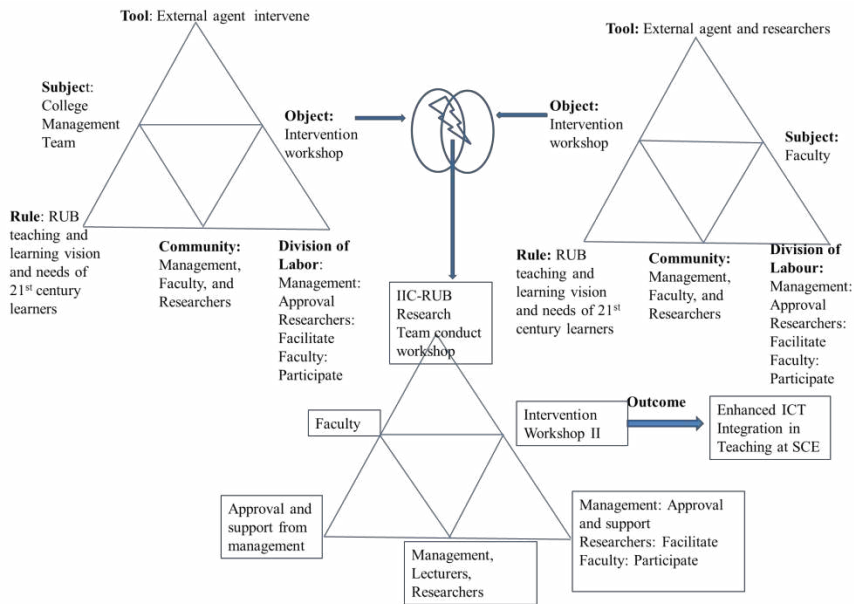 Tool: External agent intervene
Subject:
College
Management
Team
Object:
Intervention
workshop
Rule: RUB
teaching and
learning vision
and needs of
21st century
learners
Community:
Management,
Faculty, and
Researchers
Division of
Labor:
Management:
Approval
Researchers:
Facilitate
Faculty:
Participate
Tool: External agent and researchers
Object:
Intervention
workshop
Subject:
Faculty
Rule: RUB
teaching and
learning vision
and needs of 21st
century learners
Community:
Management,
Faculty, and
Researchers
Division of
Labour:
Management:
Approval
Researchers:
Facilitate
Faculty:
Participate
IIC-RUB
Research
Team conduct
workshop
Faculty
Intervention
Workshop II
Outcome
Enhanced ICT
Integration in
Teaching at SCE
Approval and
support from
management
Management,
Lecturers,
Researchers
Management: Approval
and support
Researchers: Facilitate
Faculty: Participate